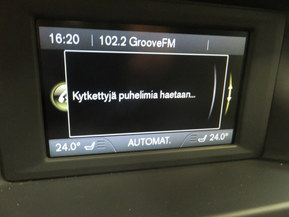 16:20 102.2 GrooveFM
Kytkettyjä puhelimia haetaan...
24.0° AUTOMAT. 24.0°